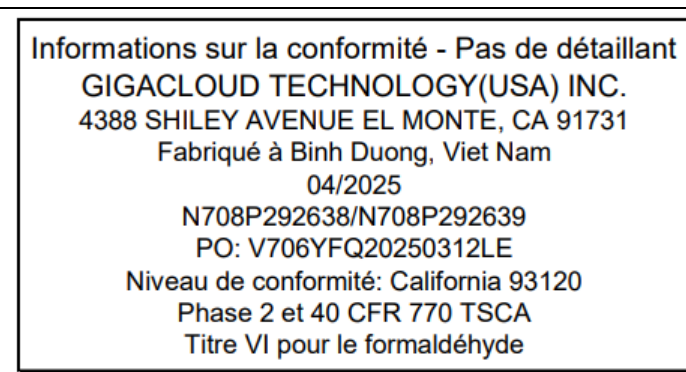 Informations sur la conformité - Pas de détaillant
GIGACLOUD TECHNOLOGY(USA) INC.
4388 SHILEY AVENUE EL MONTE, CA 91731
Fabriqué à Binh Duong, Viet Nam
04/2025
N708P292638/N708P292639
PO: V706YFQ20250312LE
Niveau de conformité: California 93120
Phase 2 et 40 CFR 770 TSCA
Titre VI pour le formaldéhyde